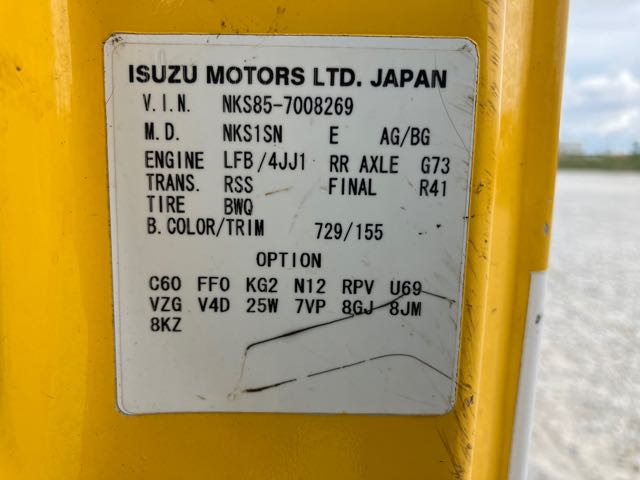 ISUZU MOTORS LTD. JAPAN
V.I.N. NKS85-7008269
M.D. NKS1SN E AG/BG
ENGINE LFB/4JJ1 RR AXLE G73
TRANS. RSS FINAL R41
TIRE BWQ
B.COLOR/TRIM 729/155
OPTION
C60 FF0 KG2 N12 RPV U69
VZG V4D 25W 7VP 8GJ 8JM
8KZ